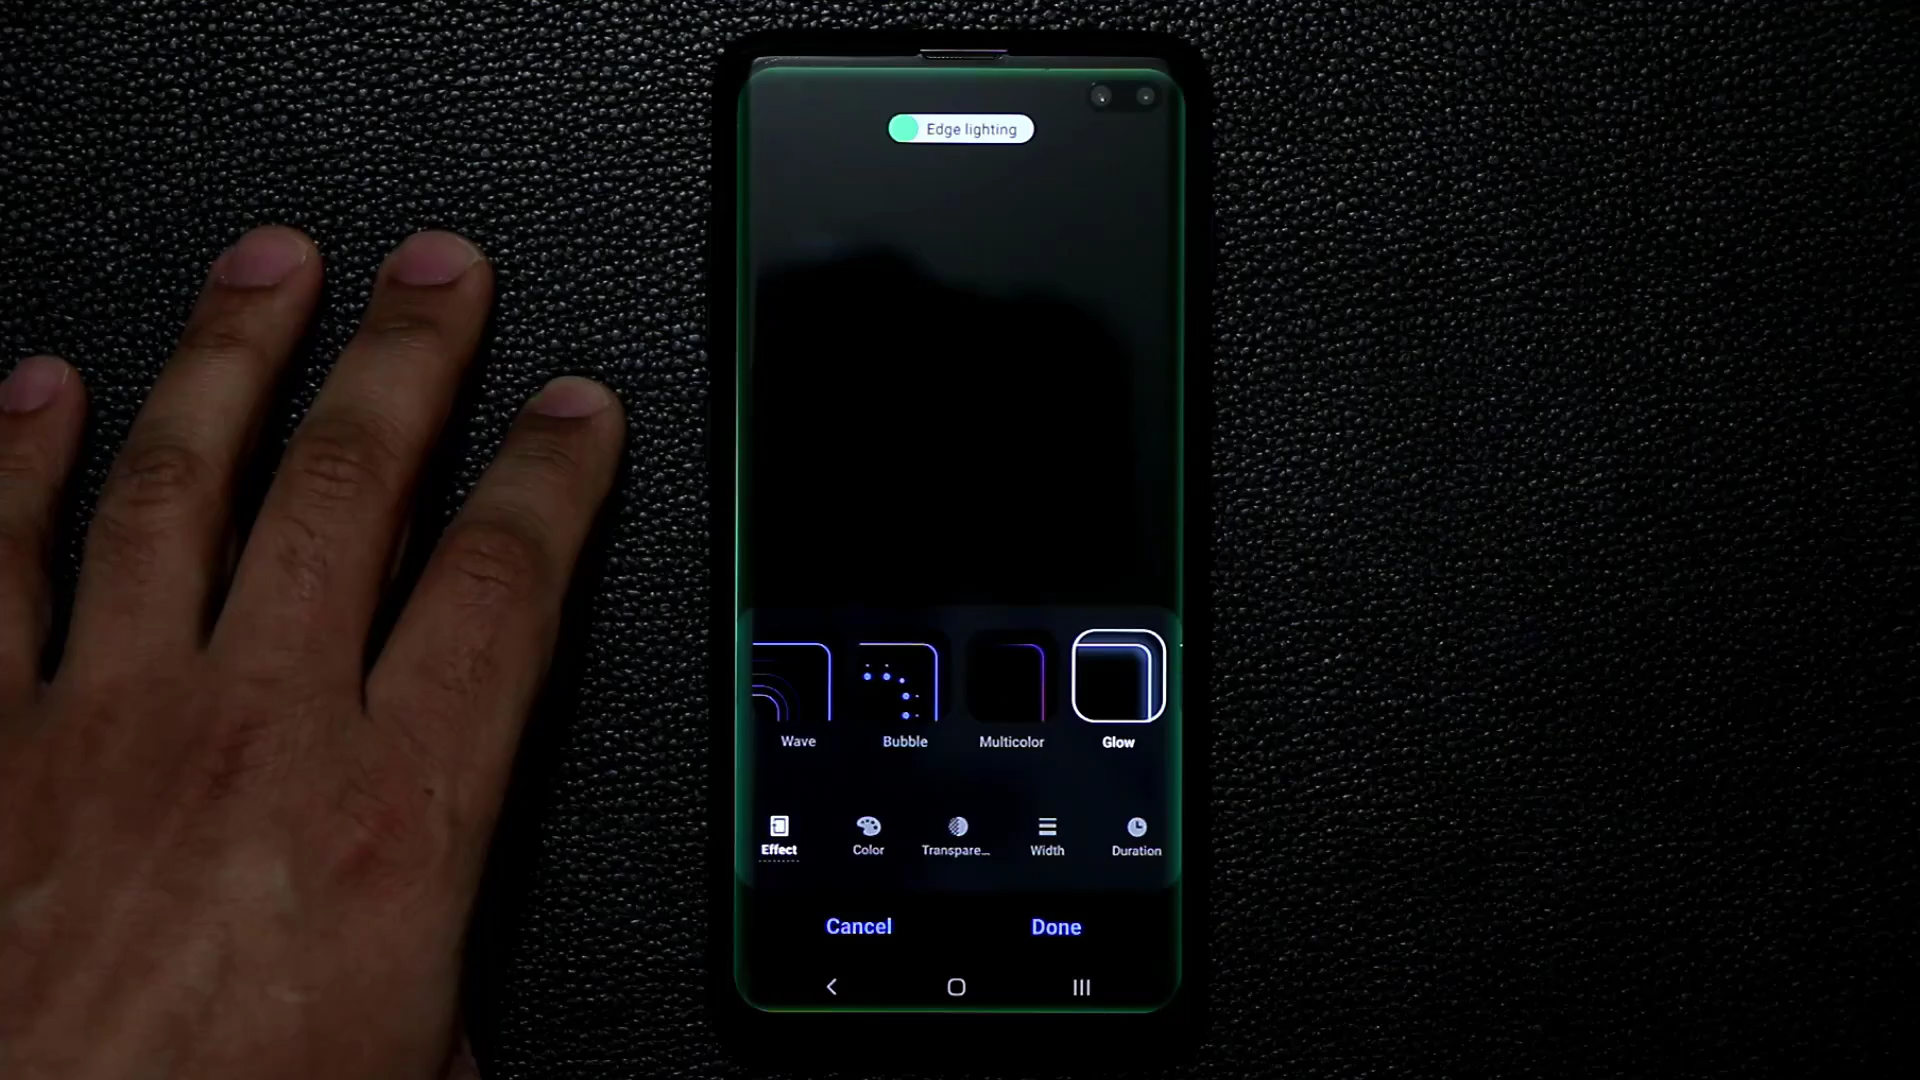 Edge lighting
Wave
Bubble
Multicolor
Glow
Effect
Color
Transpare...
Width
Duration
Cancel
Done